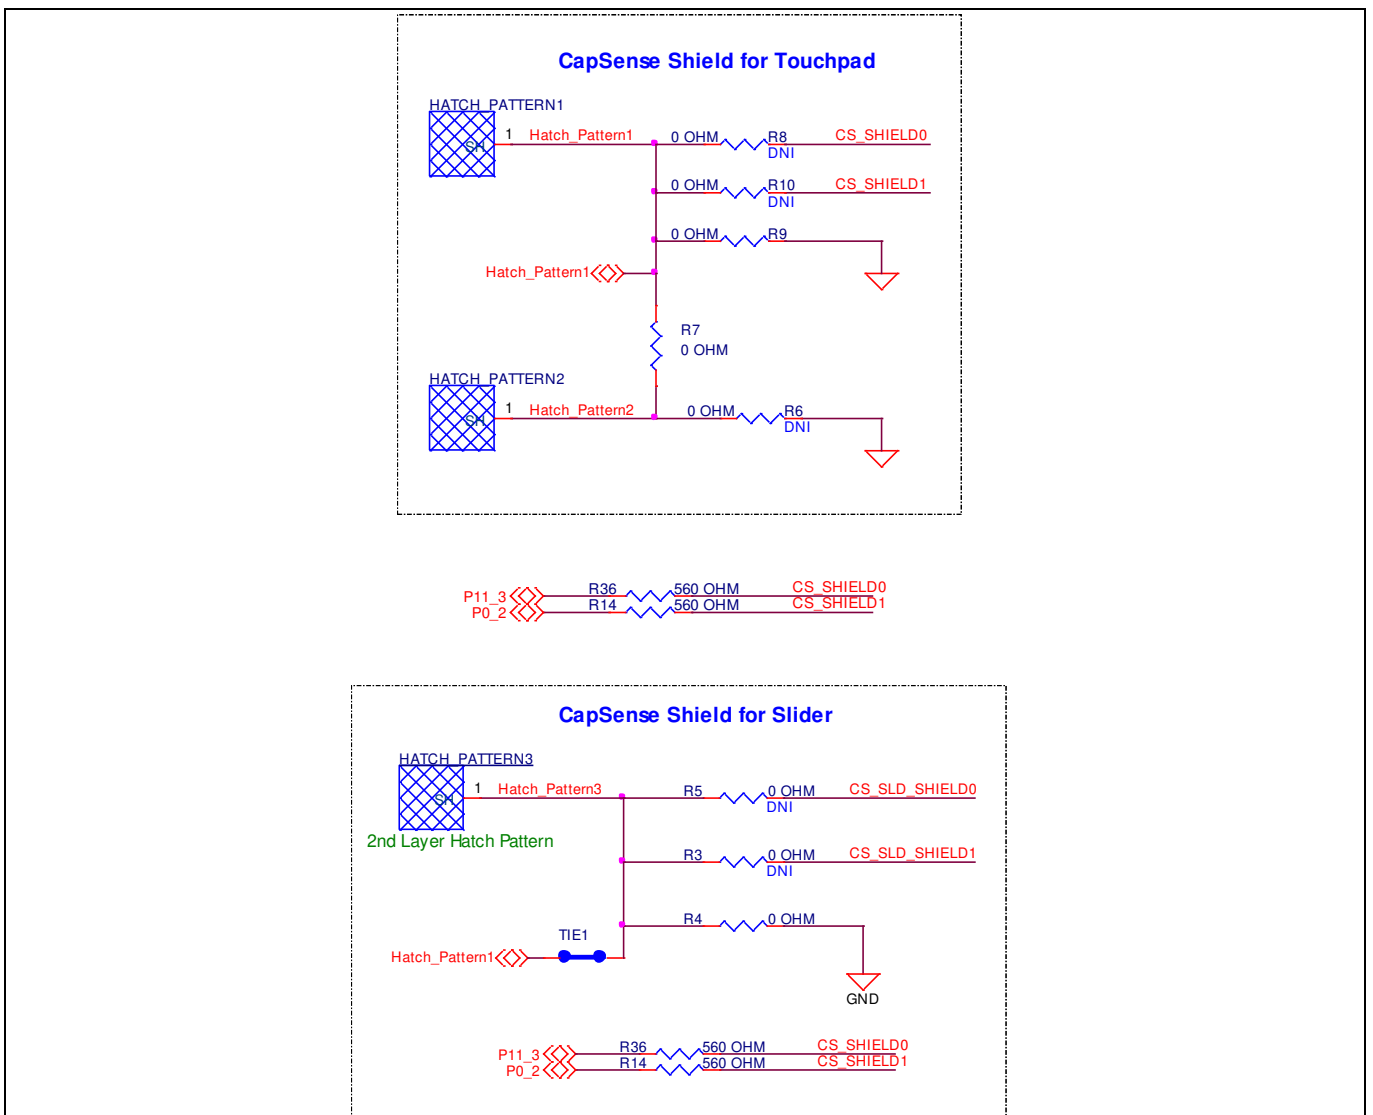 CapSense Shield for Touchpad
HATCH_PATTERN1
SH
1 Hatch_Pattern1 0 OHM R8 CS_SHIELD0
DNI
0 OHM R10 CS_SHIELD1
DNI
0 OHM R9
Hatch_Pattern1
R7
0 OHM
HATCH_PATTERN2
SH
1 Hatch_Pattern2 0 OHM R6
DNI
P11_3 R36 560 OHM CS_SHIELD0
P0_2 R14 560 OHM CS_SHIELD1
CapSense Shield for Slider
HATCH_PATTERN3
SH
1 Hatch_Pattern3 R5 0 OHM CS_SLD_SHIELD0
DNI
2nd Layer Hatch Pattern
R3 0 OHM CS_SLD_SHIELD1
DNI
R4 0 OHM
TIE1
Hatch_Pattern1
GND
P11_3 R36 560 OHM CS_SHIELD0
P0_2 R14 560 OHM CS_SHIELD1